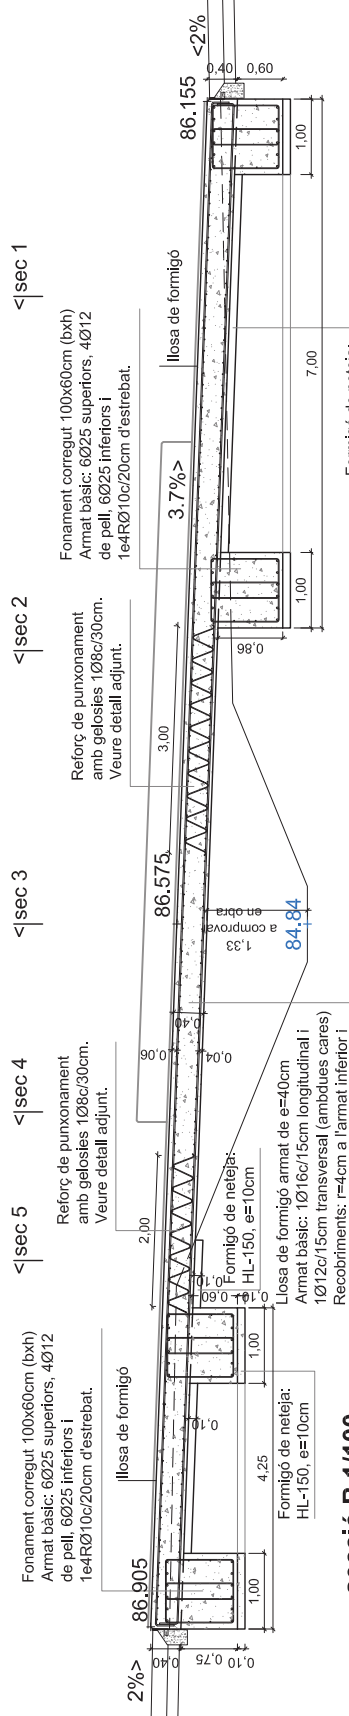 <|sec 5
<|sec 4
<|sec 3
<|sec 2
<|sec 1
Fonament corregut 100x60cm (bxh)
Armat bàsic: 6Ø25 superiors, 4Ø12
de pell, 6Ø25 inferiors i
1e4RØ10c/20cm d'estrebat.
Reforç de punxonament
amb gelosies 1Ø8c/30cm.
Veure detall adjunt.
Reforç de punxonament
amb gelosies 1Ø8c/30cm.
Veure detall adjunt.
Fonament corregut 100x60cm (bxh)
Armat bàsic: 6Ø25 superiors, 4Ø12
de pell, 6Ø25 inferiors i
1e4RØ10c/20cm d'estrebat.
llosa de formigó
llosa de formigó
2%>
86.905
2,00
86.575
3,00
3.7%>
86.155
<2%
0,40
0,75
0,10
1,00
4,25
1,00
0,10
0,10
0,60
0,10
0,06
0,40
0,04
1,33
a comprovar
en obra
84.84
0,86
1,00
7,00
1,00
0,40
0,60
Formigó de neteja:
HL-150, e=10cm
Formigó de neteja:
HL-150, e=10cm
Llosa de formigó armat de e=40cm
Armat bàsic: 1Ø16c/15cm longitudinal i
1Ø12c/15cm transversal (ambdues cares)
Recobriments: r=4cm a l'armat inferior i